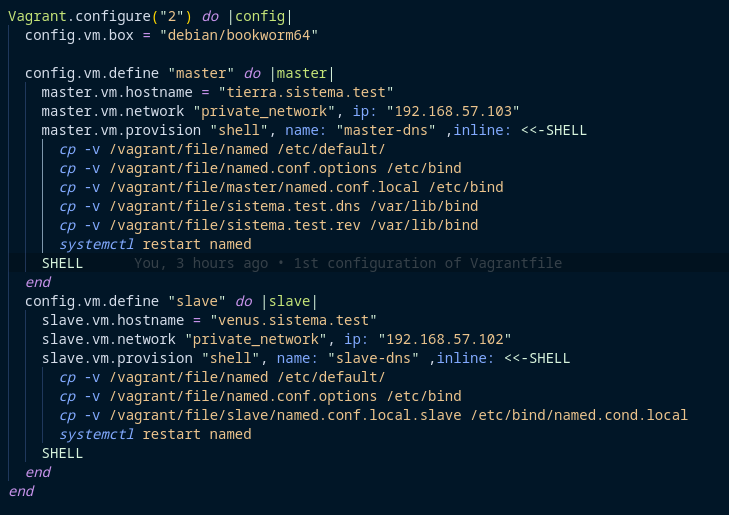 Vagrant.configure("2") do |config|
  config.vm.box = "debian/bookworm64"

  config.vm.define "master" do |master|
    master.vm.hostname = "tierra.sistema.test"
    master.vm.network "private_network", ip: "192.168.57.103"
    master.vm.provision "shell", name: "master-dns" ,inline: <<-SHELL
      cp -v /vagrant/file/named /etc/default/
      cp -v /vagrant/file/named.conf.options /etc/bind
      cp -v /vagrant/file/master/named.conf.local /etc/bind
      cp -v /vagrant/file/sistema.test.dns /var/lib/bind
      cp -v /vagrant/file/sistema.test.rev /var/lib/bind
      systemctl restart named
    SHELL      You, 3 hours ago • 1st configuration of Vagrantfile
  end
  config.vm.define "slave" do |slave|
    slave.vm.hostname = "venus.sistema.test"
    slave.vm.network "private_network", ip: "192.168.57.102"
    slave.vm.provision "shell", name: "slave-dns" ,inline: <<-SHELL
      cp -v /vagrant/file/named /etc/default/
      cp -v /vagrant/file/named.conf.options /etc/bind
      cp -v /vagrant/file/slave/named.conf.local.slave /etc/bind/named.cond.local
      systemctl restart named
    SHELL
  end
end